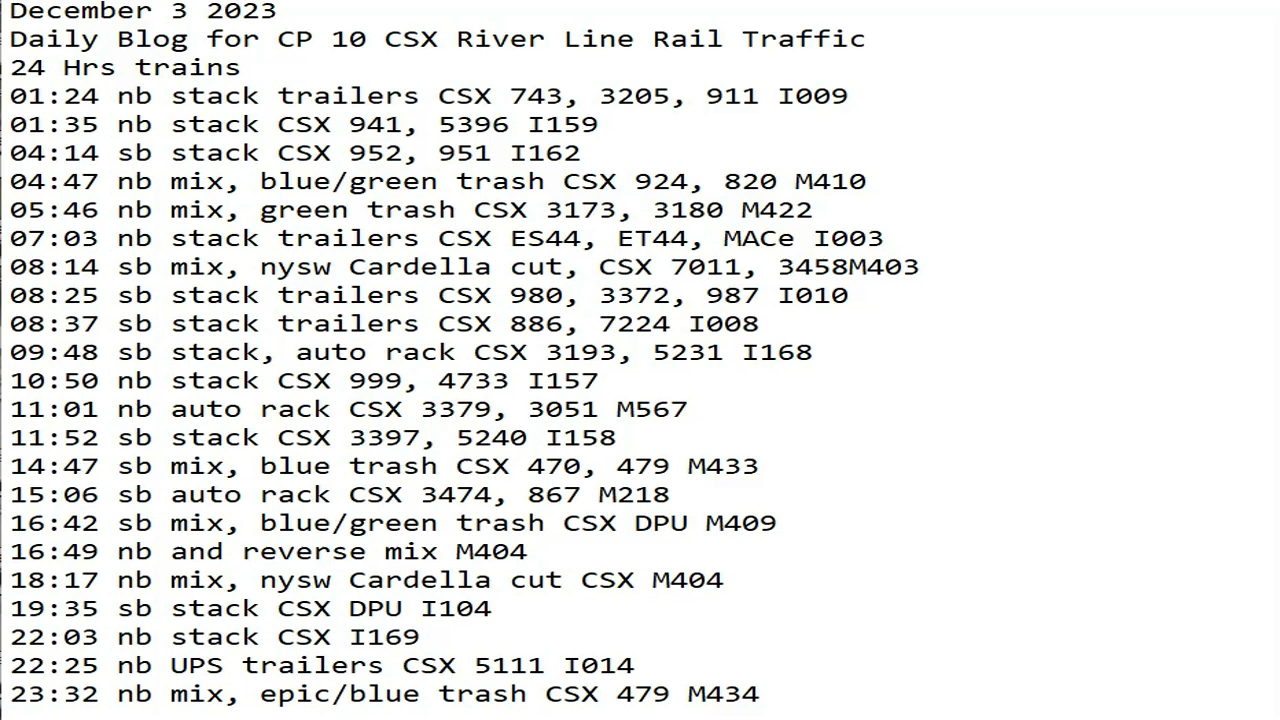 December 3 2023
Daily Blog for CP 10 CSX River Line Rail Traffic
24 Hrs trains
01:24 nb stack trailers CSX 743, 3205, 911 I009
01:35 nb stack CSX 941, 5396 I159
04:14 sb stack CSX 952, 951 I162
04:47 nb mix, blue/green trash CSX 924, 820 M410
05:46 nb mix, green trash CSX 3173, 3180 M422
07:03 nb stack trailers CSX ES44, ET44, MACe I003
08:14 sb mix, nysw Cardella cut, CSX 7011, 3458M403
08:25 sb stack trailers CSX 980, 3372, 987 I010
08:37 sb stack trailers CSX 886, 7224 I008
09:48 sb stack, auto rack CSX 3193, 5231 I168
10:50 nb stack CSX 999, 4733 I157
11:01 nb auto rack CSX 3379, 3051 M567
11:52 sb stack CSX 3397, 5240 I158
14:47 sb mix, blue trash CSX 470, 479 M433
15:06 sb auto rack CSX 3474, 867 M218
16:42 sb mix, blue/green trash CSX DPU M409
16:49 nb and reverse mix M404
18:17 nb mix, nysw Cardella cut CSX M404
19:35 sb stack CSX DPU I104
22:03 nb stack CSX I169
22:25 nb UPS trailers CSX 5111 I014
23:32 nb mix, epic/blue trash CSX 479 M434